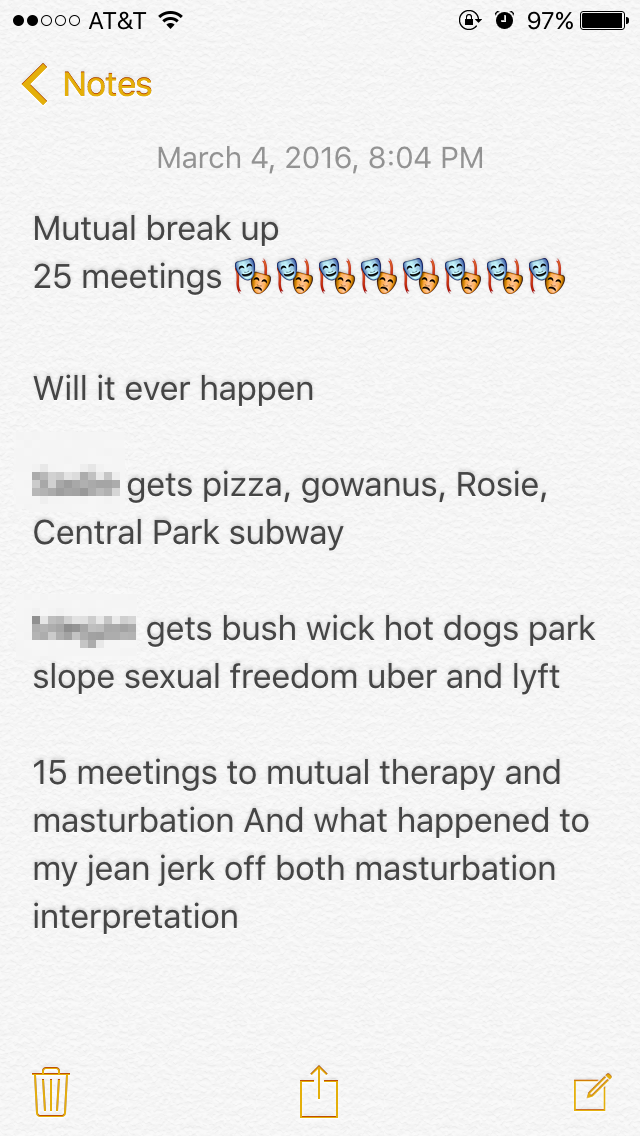 AT&T 97%
Notes
March 4, 2016, 8:04 PM
Mutual break up
25 meetings 🎭🎭🎭🎭🎭🎭🎭🎭
Will it ever happen
gets pizza, gowanus, Rosie,
Central Park subway
gets bush wick hot dogs park
slope sexual freedom uber and lyft
15 meetings to mutual therapy and
masturbation And what happened to
my jean jerk off both masturbation
interpretation